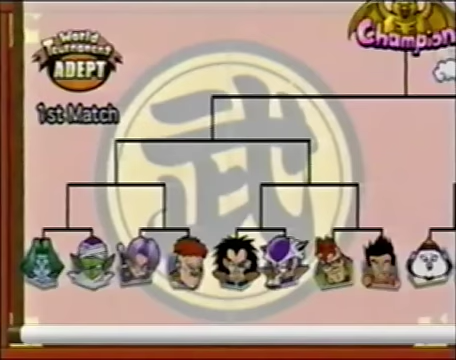 World
Tournament
ADEPT
Champion
1st Match
武